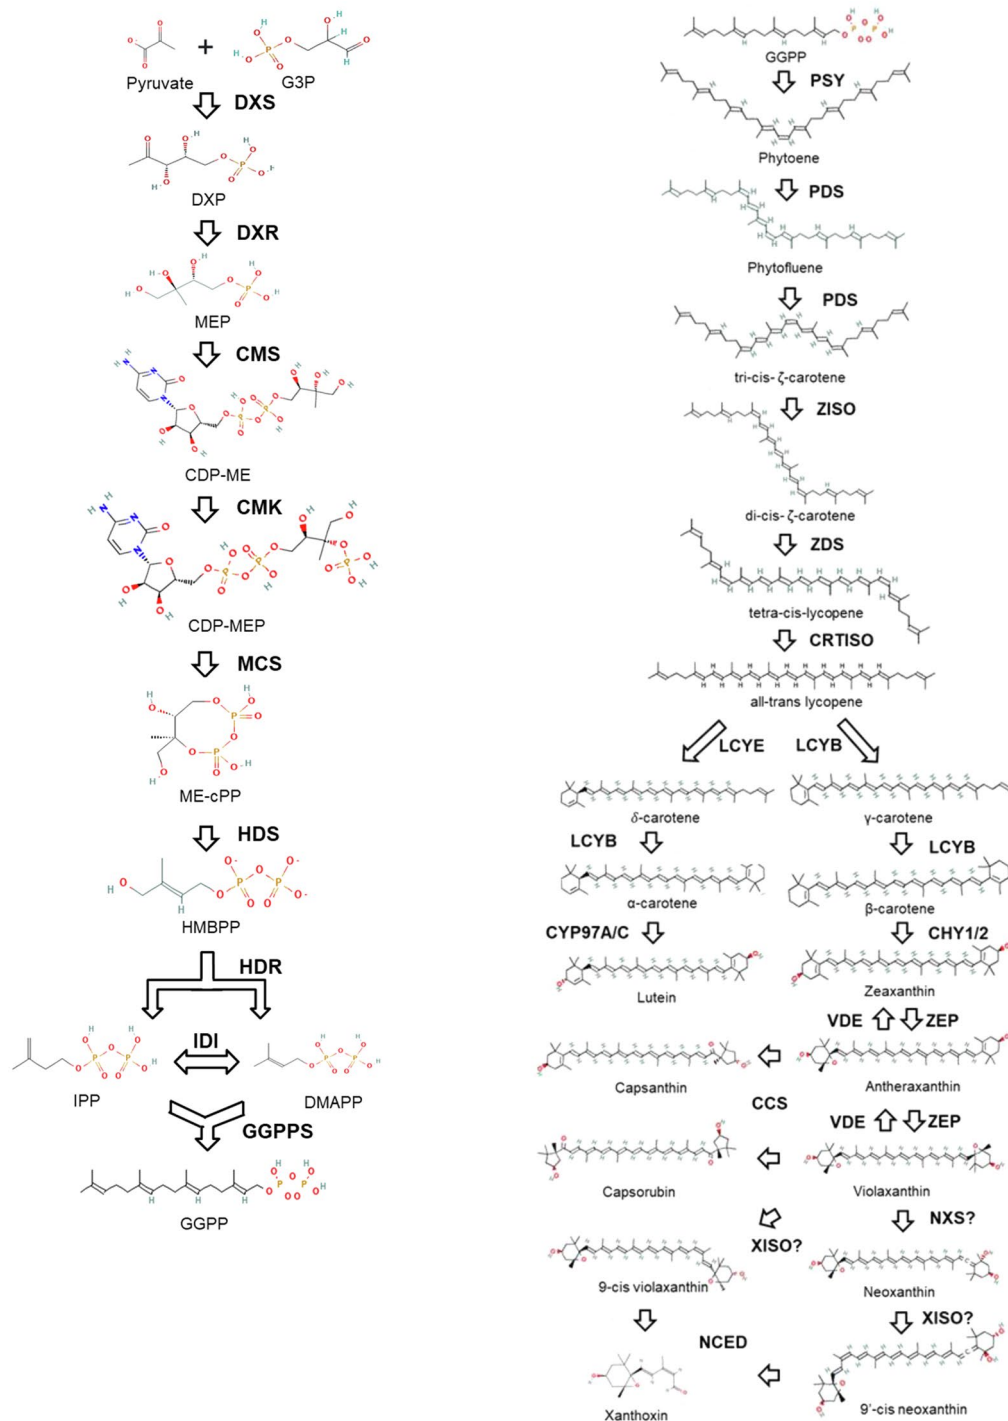 Pyruvate
+
G3P
DXS
DXP
DXR
MEP
CMS
CDP-ME
CMK
CDP-MEP
MCS
ME-cPP
HDS
HMBPP
HDR
IPP
IDI
DMAPP
GGPPS
GGPP
GGPP
PSY
Phytoene
PDS
Phytofluene
PDS
tri-cis- ζ-carotene
ZISO
di-cis- ζ-carotene
ZDS
tetra-cis-lycopene
CRTISO
all-trans lycopene
LCYE LCYB
δ-carotene γ-carotene
LCYB LCYB
α-carotene β-carotene
CYP97A/C CHY1/2
Lutein Zeaxanthin
VDE ZEP
Capsanthin Antheraxanthin
CCS
VDE ZEP
Capsorubin Violaxanthin
NXS?
XISO?
9-cis violaxanthin Neoxanthin
XISO?
NCED
Xanthoxin 9'-cis neoxanthin